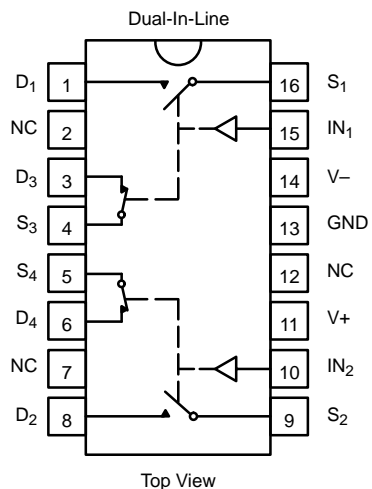 Dual-In-Line
D1 1 16 S1
NC 2 15 IN1
D3 3 14 V–
S3 4 13 GND
S4 5 12 NC
D4 6 11 V+
NC 7 10 IN2
D2 8 9 S2
Top View